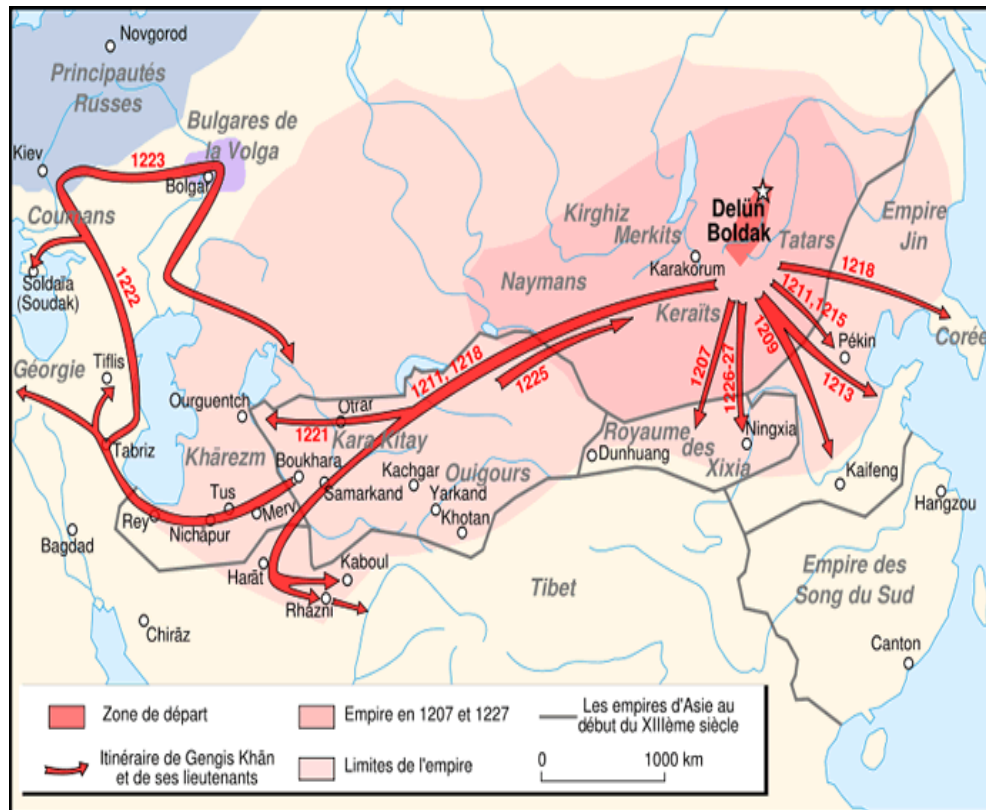 Novgorod
Principautés
Russes
Bulgares de
la Volga
Kiev
1223
Bolgar
Coumans
Soldaïa
(Soudak)
1222
Géorgie
Tiflis
Tabriz
Ourguentch
Khārezm
1221
Otrar
Kara Kitay
Boukhara
Samarkand
Kachgar
Ouïgours
Yarkand
Khotan
Tus
Merv
Rey
Nichāpur
Bagdad
Harāt
Kaboul
Rhazni
Chirāz
Kirghiz
Merkits
Naymans
Delün
Boldak
Karakorum
Tatars
Keraïts
Empire
Jin
1218
1211,1215
1209
Pékin
Corée
1213
1211, 1218
1225
1207
1226-27
Royaume
des
Xixia
Ningxia
Dunhuang
Kaifeng
Hangzou
Tibet
Empire des
Song du Sud
Canton
Zone de départ
Empire en 1207 et 1227
Les empires d'Asie au
début du XIIIème siècle
Itinéraire de Gengis Khān
et de ses lieutenants
Limites de l'empire
0 1000 km